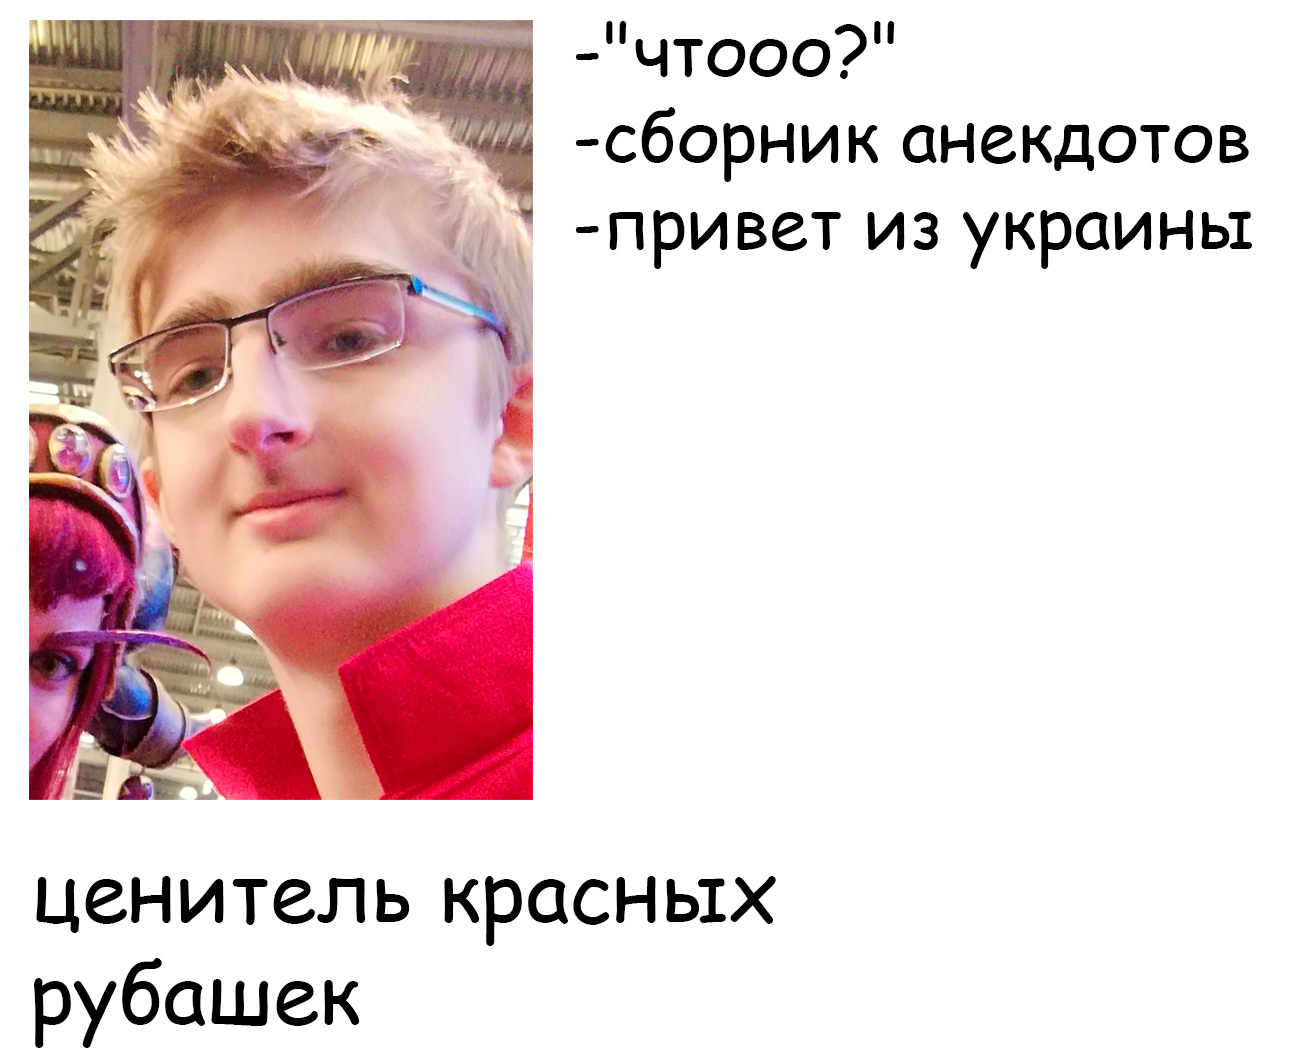 -"чтооо?"
-сборник анекдотов
-привет из украины
ценитель красных
рубашек